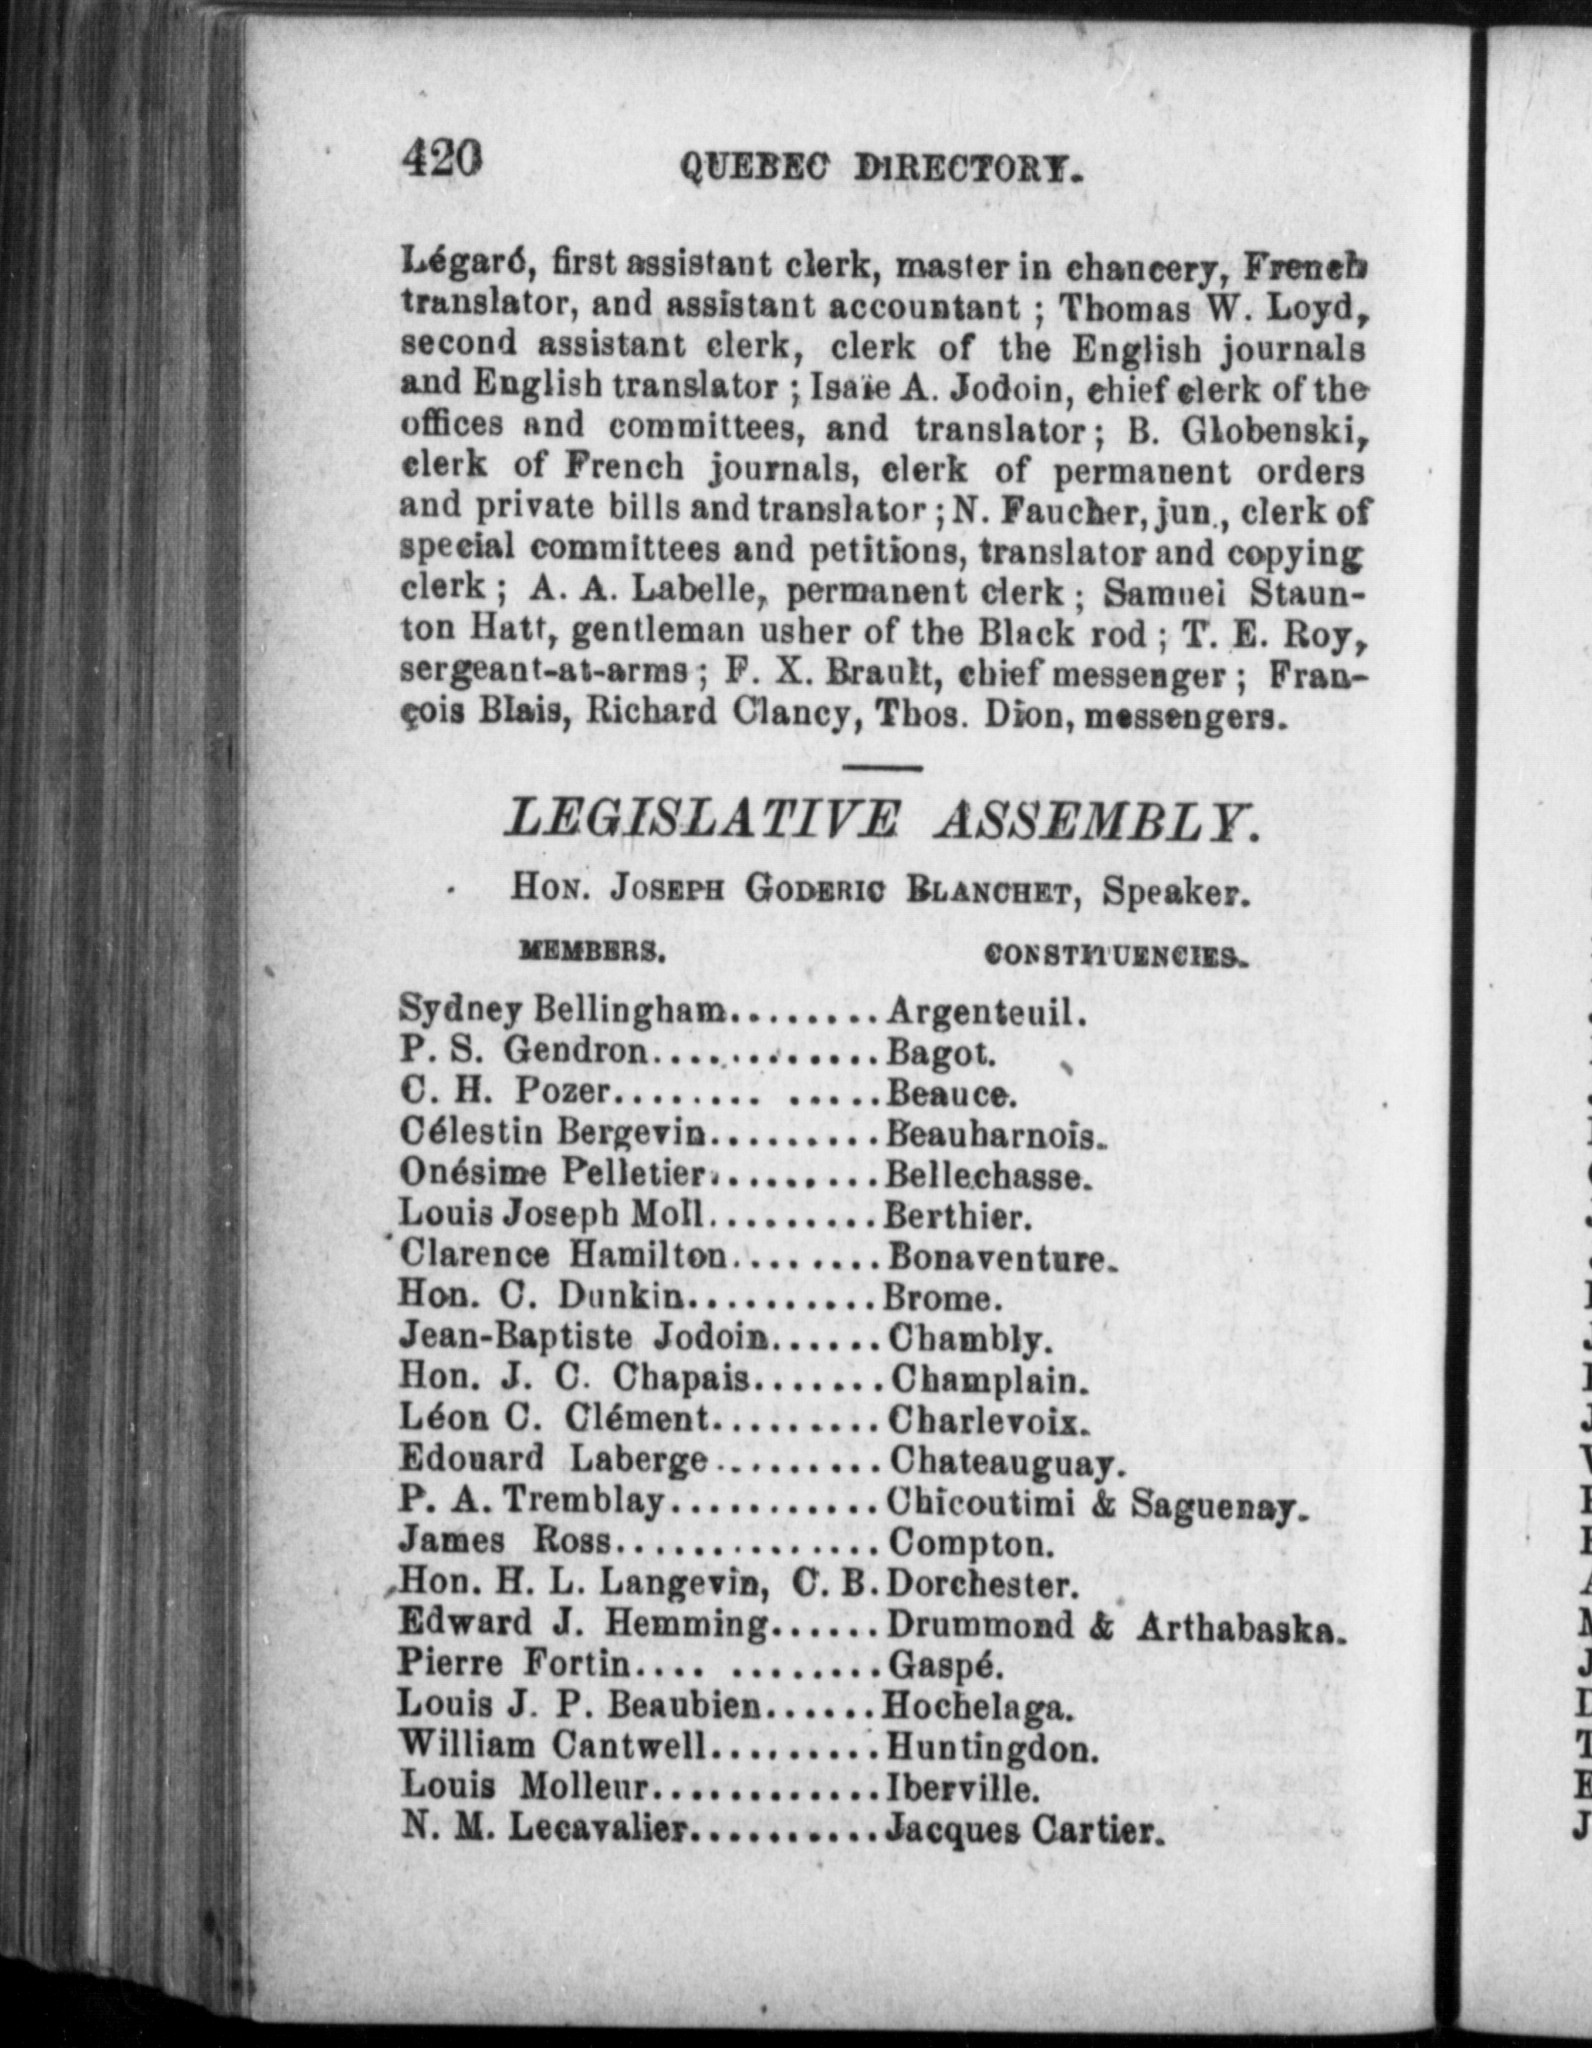 420 QUEBEC DIRECTORY.
Légaró, first assistant clerk, master in chancery, French
translator, and assistant accountant ; Thomas W. Loyd,
second assistant clerk, clerk of the English journals
and English translator ; Isaïe A. Jodoin, chief clerk of the
offices and committees, and translator ; B. Globenski,
clerk of French journals, clerk of permanent orders
and private bills and translator ; N. Faucher, jun., clerk of
special committees and petitions, translator and copying
clerk ; A. A. Labelle, permanent clerk ; Samuel Staun-
ton Hatt, gentleman usher of the Black rod ; T. E. Roy,
sergeant-at-arms ; F. X. Brault, chief messenger ; Fran-
çois Blais, Richard Clancy, Thos. Dion, messengers.
LEGISLATIVE ASSEMBLY.
HON. JOSEPH GODERIC BLANCHET, Speaker.
MEMBERS. CONSTITUENCIES.
Sydney Bellingham........Argenteuil.
P. S. Gendron............Bagot.
C. H. Pozer........ .....Beauce.
Célestin Bergevin.........Beauharnois.
Onésime Pelletier.........Bellechasse.
Louis Joseph Moll.........Berthier.
Clarence Hamilton........Bonaventure.
Hon. C. Dunkin..........Brome.
Jean-Baptiste Jodoin......Chambly.
Hon. J. C. Chapais.......Champlain.
Léon C. Clément.........Charlevoix.
Edouard Laberge.........Chateauguay.
P. A. Tremblay...........Chicoutimi & Saguenay.
James Ross..............Compton.
Hon. H. L. Langevin, C. B.Dorchester.
Edward J. Hemming......Drummond & Arthabaska.
Pierre Fortin.... ........Gaspé.
Louis J. P. Beaubien......Hochelaga.
William Cantwell.........Huntingdon.
Louis Molleur............Iberville.
N. M. Lecavalier..........Jacques Cartier.